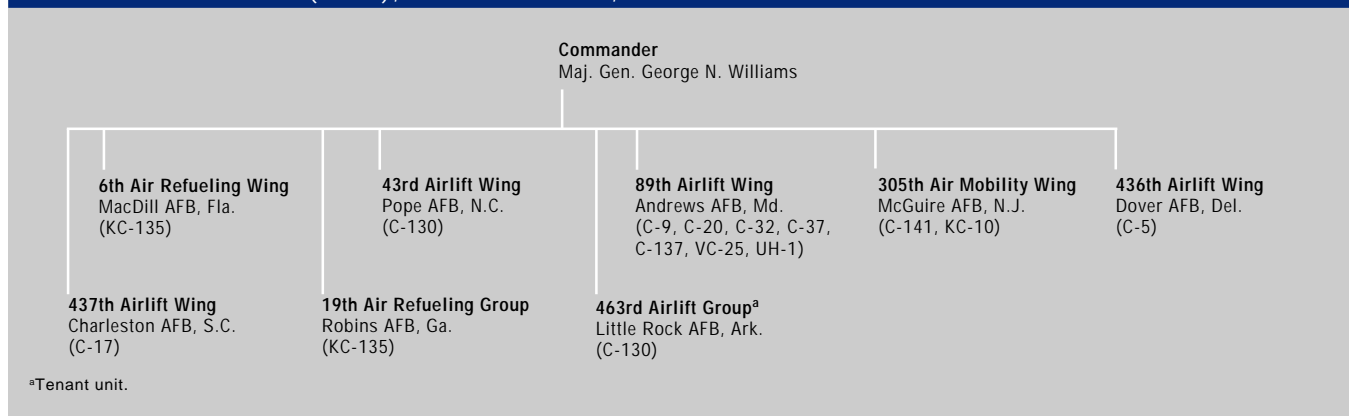 Commander
Maj. Gen. George N. Williams
6th Air Refueling Wing
MacDill AFB, Fla.
(KC-135)
43rd Airlift Wing
Pope AFB, N.C.
(C-130)
89th Airlift Wing
Andrews AFB, Md.
(C-9, C-20, C-32, C-37,
C-137, VC-25, UH-1)
305th Air Mobility Wing
McGuire AFB, N.J.
(C-141, KC-10)
436th Airlift Wing
Dover AFB, Del.
(C-5)
437th Airlift Wing
Charleston AFB, S.C.
(C-17)
19th Air Refueling Group
Robins AFB, Ga.
(KC-135)
463rd Airlift Groupa
Little Rock AFB, Ark.
(C-130)
aTenant unit.